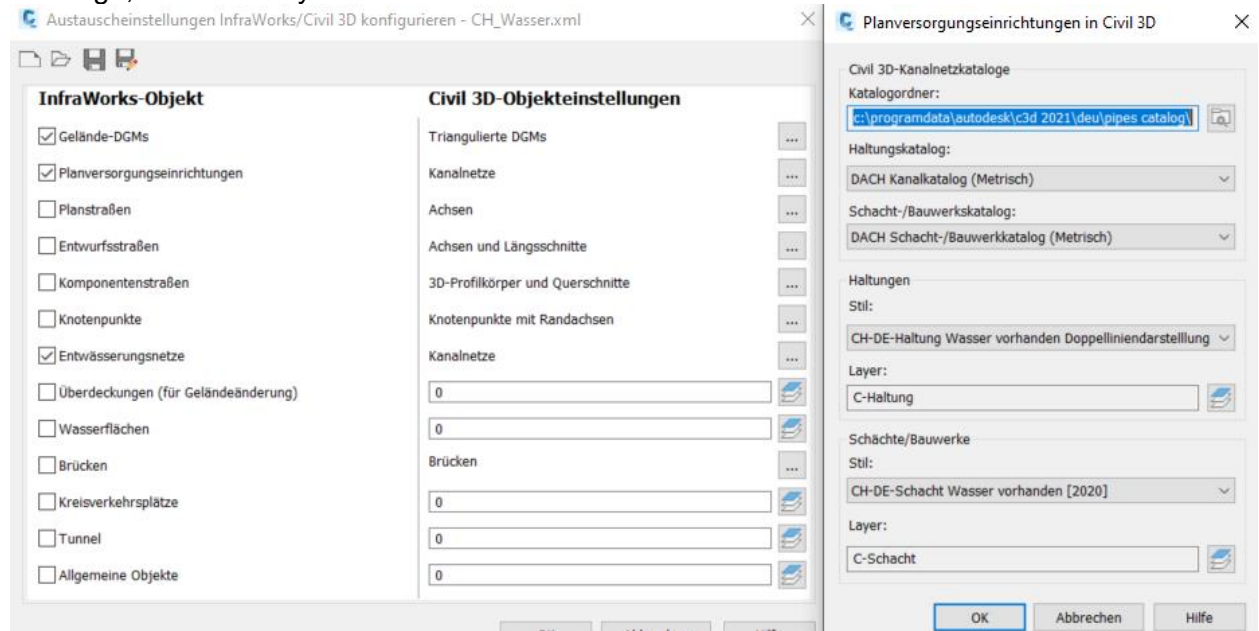 Austauscheinstellungen InfraWorks/Civil 3D konfigurieren - CH_Wasser.xml
InfraWorks-Objekt Civil 3D-Objekteinstellungen
Gelände-DGMs Triangulierte DGMs ...
Planversorgungseinrichtungen Kanalnetze ...
Planstraßen Achsen ...
Entwurfsstraßen Achsen und Längsschnitte ...
Komponentenstraßen 3D-Profilkörper und Querschnitte ...
Knotenpunkte Knotenpunkte mit Randachsen ...
Entwässerungsnetze Kanalnetze ...
Überdeckungen (für Geländeänderung) 0
Wasserflächen 0
Brücken Brücken ...
Kreisverkehrsplätze 0
Tunnel 0
Allgemeine Objekte 0
Planversorgungseinrichtungen in Civil 3D
Civil 3D-Kanalnetzkataloge
Katalogordner:
c:\programdata\autodesk\c3d 2021\deu\pipes catalog\
Haltungskatalog:
DACH Kanalkatalog (Metrisch)
Schacht-/Bauwerkskatalog:
DACH Schacht-/Bauwerkkatalog (Metrisch)
Haltungen
Stil:
CH-DE-Haltung Wasser vorhanden Doppelliniendarstelllung
Layer:
C-Haltung
Schächte/Bauwerke
Stil:
CH-DE-Schacht Wasser vorhanden [2020]
Layer:
C-Schacht
OK Abbrechen Hilfe